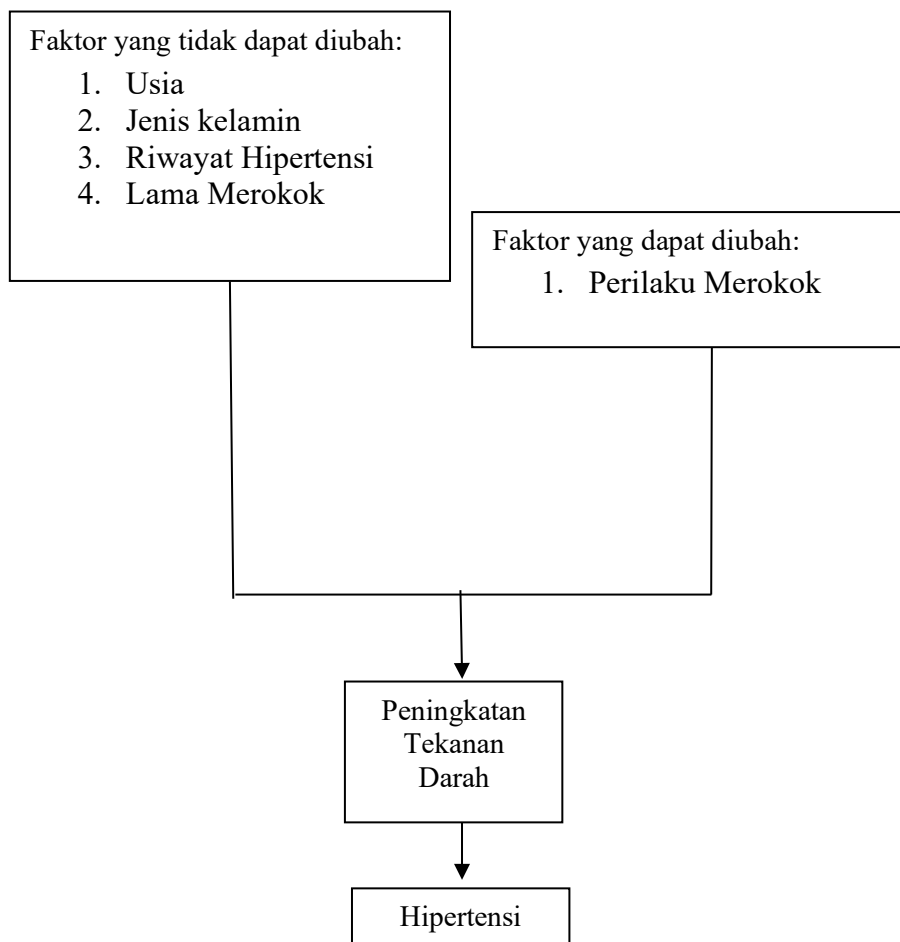 Faktor yang tidak dapat diubah:
1. Usia
2. Jenis kelamin
3. Riwayat Hipertensi
4. Lama Merokok
Faktor yang dapat diubah:
1. Perilaku Merokok
Peningkatan
Tekanan
Darah
Hipertensi